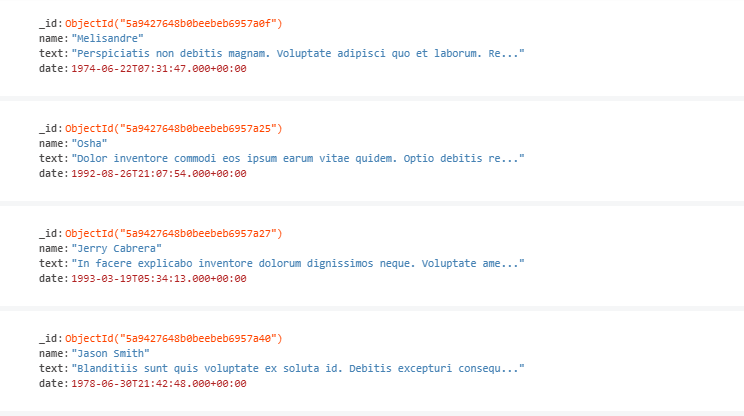 _id: ObjectId("5a9427648b0beebeb6957a0f")
name: "Melisandre"
text: "Perspiciatis non debitis magnam. Voluptate adipisci quo et laborum. Re..."
date: 1974-06-22T07:31:47.000+00:00
_id: ObjectId("5a9427648b0beebeb6957a25")
name: "Osha"
text: "Dolor inventore commodi eos ipsum earum vitae quidem. Optio debitis re..."
date: 1992-08-26T21:07:54.000+00:00
_id: ObjectId("5a9427648b0beebeb6957a27")
name: "Jerry Cabrera"
text: "In facere explicabo inventore dolorum dignissimos neque. Voluptate ame..."
date: 1993-03-19T05:34:13.000+00:00
_id: ObjectId("5a9427648b0beebeb6957a40")
name: "Jason Smith"
text: "Blanditiis sunt quis voluptate ex soluta id. Debitis excepturi consequ..."
date: 1978-06-30T21:42:48.000+00:00